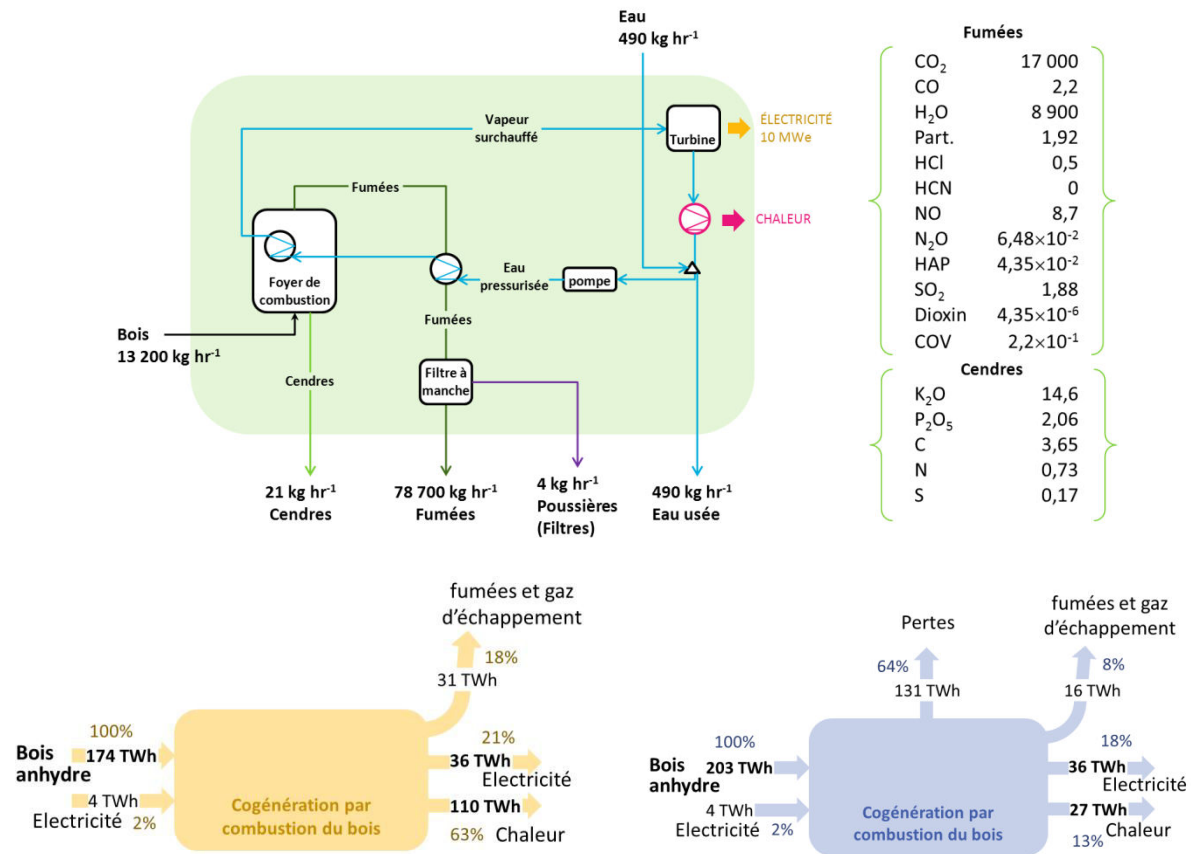 Eau
490 kg hr⁻¹
Vapeur
surchauffé
Turbine
ÉLECTRICITÉ
10 MWe
Fumées
CHALEUR
Foyer de
combustion
Eau
pressurisée
pompe
Fumées
Bois
13 200 kg hr⁻¹
Cendres
Filtre à
manche
21 kg hr⁻¹
Cendres
78 700 kg hr⁻¹
Fumées
4 kg hr⁻¹
Poussières
(Filtres)
490 kg hr⁻¹
Eau usée
Fumées
CO₂ 17 000
CO 2,2
H₂O 8 900
Part. 1,92
HCl 0,5
HCN 0
NO 8,7
N₂O 6,48×10⁻²
HAP 4,35×10⁻²
SO₂ 1,88
Dioxin 4,35×10⁻⁶
COV 2,2×10⁻¹
Cendres
K₂O 14,6
P₂O₅ 2,06
C 3,65
N 0,73
S 0,17
fumées et gaz
d'échappement
18%
31 TWh
100%
Bois
anhydre
174 TWh
4 TWh
Electricité
2%
Cogénération par
combustion du bois
21%
36 TWh
Electricité
110 TWh
63%
Chaleur
Pertes
64%
131 TWh
fumées et gaz
d'échappement
8%
16 TWh
100%
Bois
anhydre
203 TWh
4 TWh
Electricité
2%
Cogénération par
combustion du bois
18%
36 TWh
Electricité
27 TWh
Chaleur
13%